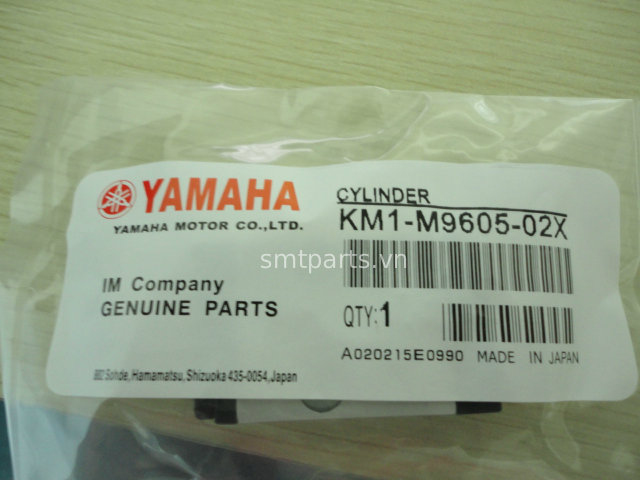 YAMAHA
YAMAHA MOTOR CO.,LTD.
IM Company
GENUINE PARTS
882 Sohde, Hamamatsu, Shizuoka 435-0054, Japan
CYLINDER
KM1-M9605-02X
QTY:1
A020215E0990 MADE IN JAPAN
smtparts.vn